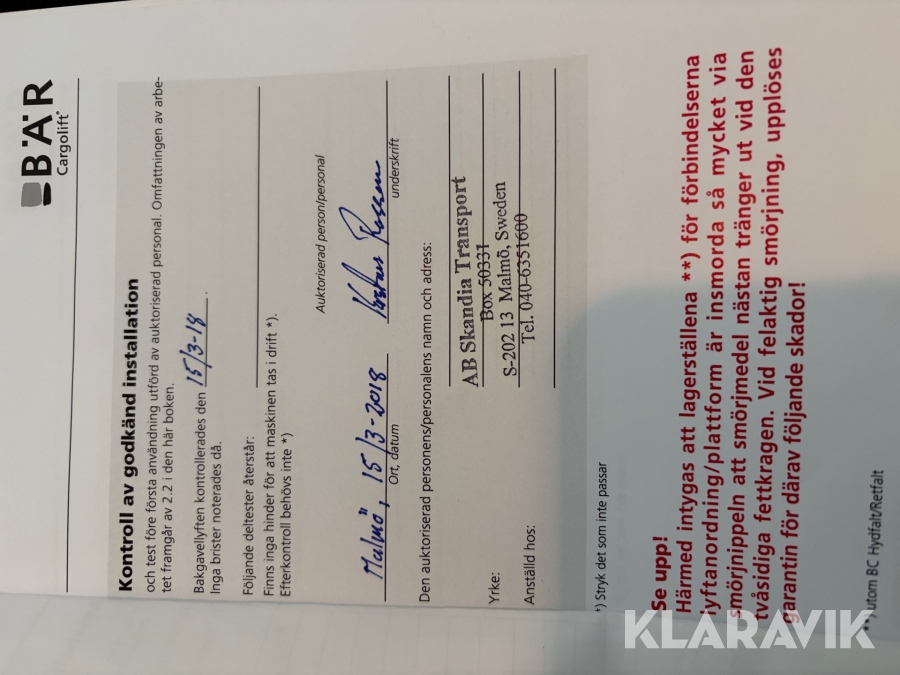 BÄR
Cargolift®
Kontroll av godkänd installation
och test före första användning utförd av auktoriserad personal. Omfattningen av arbe-
tet framgår av 2.2 i den här boken.
Bakgavellyften kontrollerades den 15/3-18.
Inga brister noterades då.
Följande deltester återstår:
Finns inga hinder för att maskinen tas i drift *).
Efterkontroll behövs inte *)
Auktoriserad person/personal
Malmö, 15/3-2018
Ort, datum
underskrift
Den auktoriserad personens/personalens namn och adress:
AB Skandia Transport
Box 50331
Yrke:
S-202 13 Malmö, Sweden
Tel. 040-6351600
Anställd hos:
*) Stryk det som inte passar
Se upp!
Härmed intygas att lagerställena **) för förbindelserna
lyftanordning/plattform är insmorda så mycket via
smörjnippeln att smörjmedel nästan tränger ut vid den
tvåsidiga fettkragen. Vid felaktig smörjning, upplöses
garantin för därav följande skador!
**) utom BC Hydfalt/Retfalt
KLARAVIK